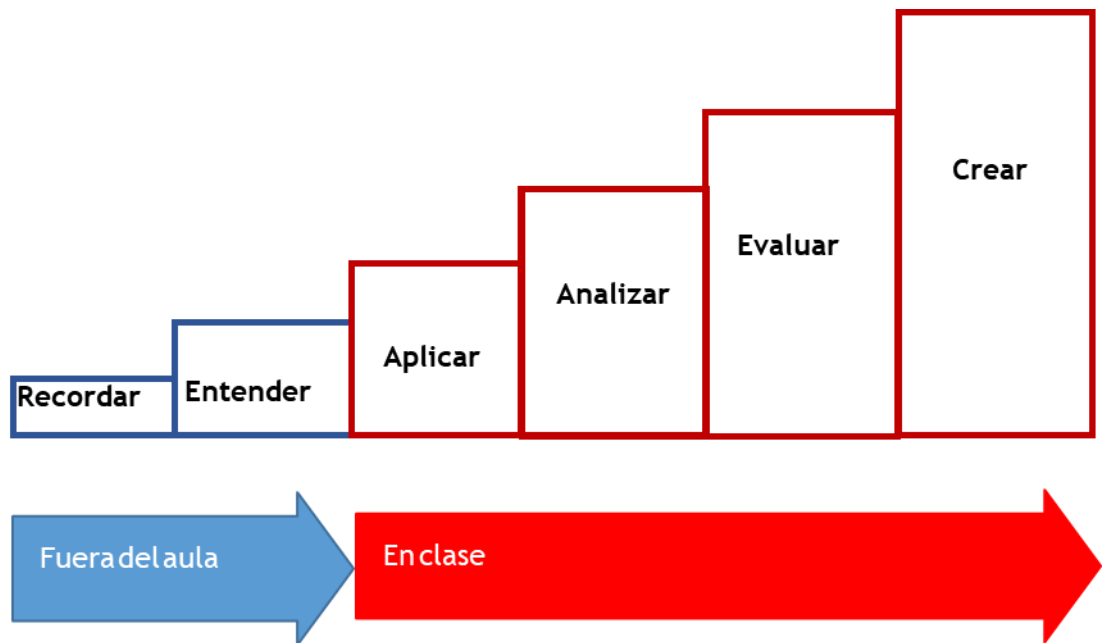 Recordar
Entender
Aplicar
Analizar
Evaluar
Crear
Fuera del aula
En clase